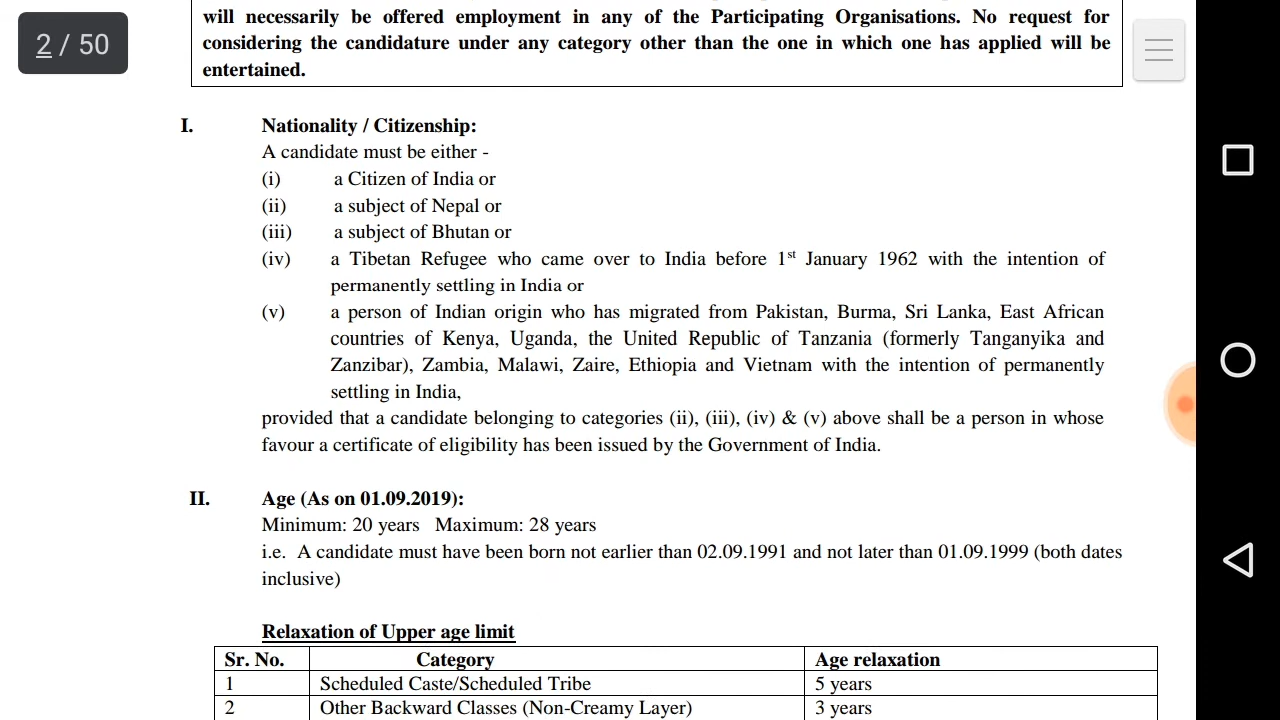 will necessarily be offered employment in any of the Participating Organisations. No request for
2 / 50
considering the candidature under any category other than the one in which one has applied will be
entertained.
I. Nationality / Citizenship:
A candidate must be either -
(i) a Citizen of India or
(ii) a subject of Nepal or
(iii) a subject of Bhutan or
(iv) a Tibetan Refugee who came over to India before 1st January 1962 with the intention of
permanently settling in India or
(v) a person of Indian origin who has migrated from Pakistan, Burma, Sri Lanka, East African
countries of Kenya, Uganda, the United Republic of Tanzania (formerly Tanganyika and
Zanzibar), Zambia, Malawi, Zaire, Ethiopia and Vietnam with the intention of permanently
settling in India,
provided that a candidate belonging to categories (ii), (iii), (iv) & (v) above shall be a person in whose
favour a certificate of eligibility has been issued by the Government of India.
II. Age (As on 01.09.2019):
Minimum: 20 years Maximum: 28 years
i.e. A candidate must have been born not earlier than 02.09.1991 and not later than 01.09.1999 (both dates
inclusive)
Relaxation of Upper age limit
Sr. No. Category Age relaxation
1 Scheduled Caste/Scheduled Tribe 5 years
2 Other Backward Classes (Non-Creamy Layer) 3 years